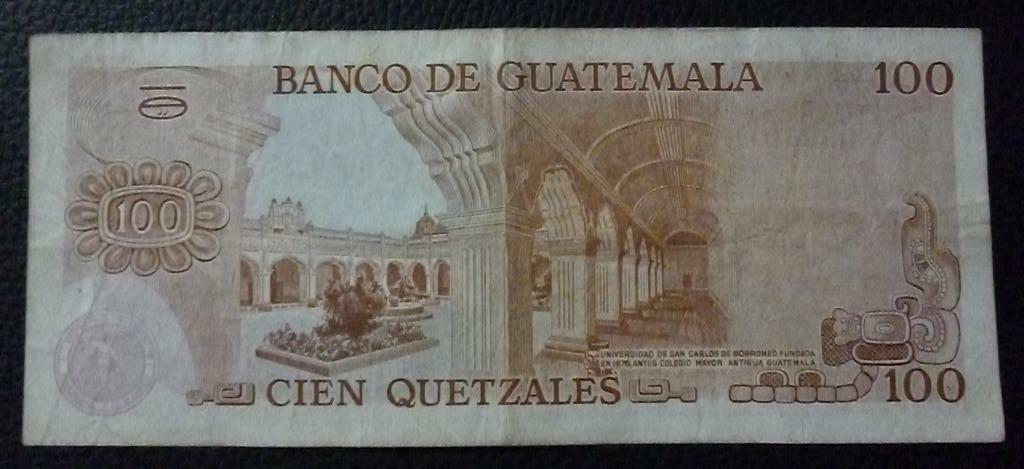 BANCO DE GUATEMALA
100
100
UNIVERSIDAD DE SAN CARLOS DE BORROMEO, FUNDADA
EN 1676, ANTES COLEGIO MAYOR ANTIGUA GUATEMALA
CIEN QUETZALES
100